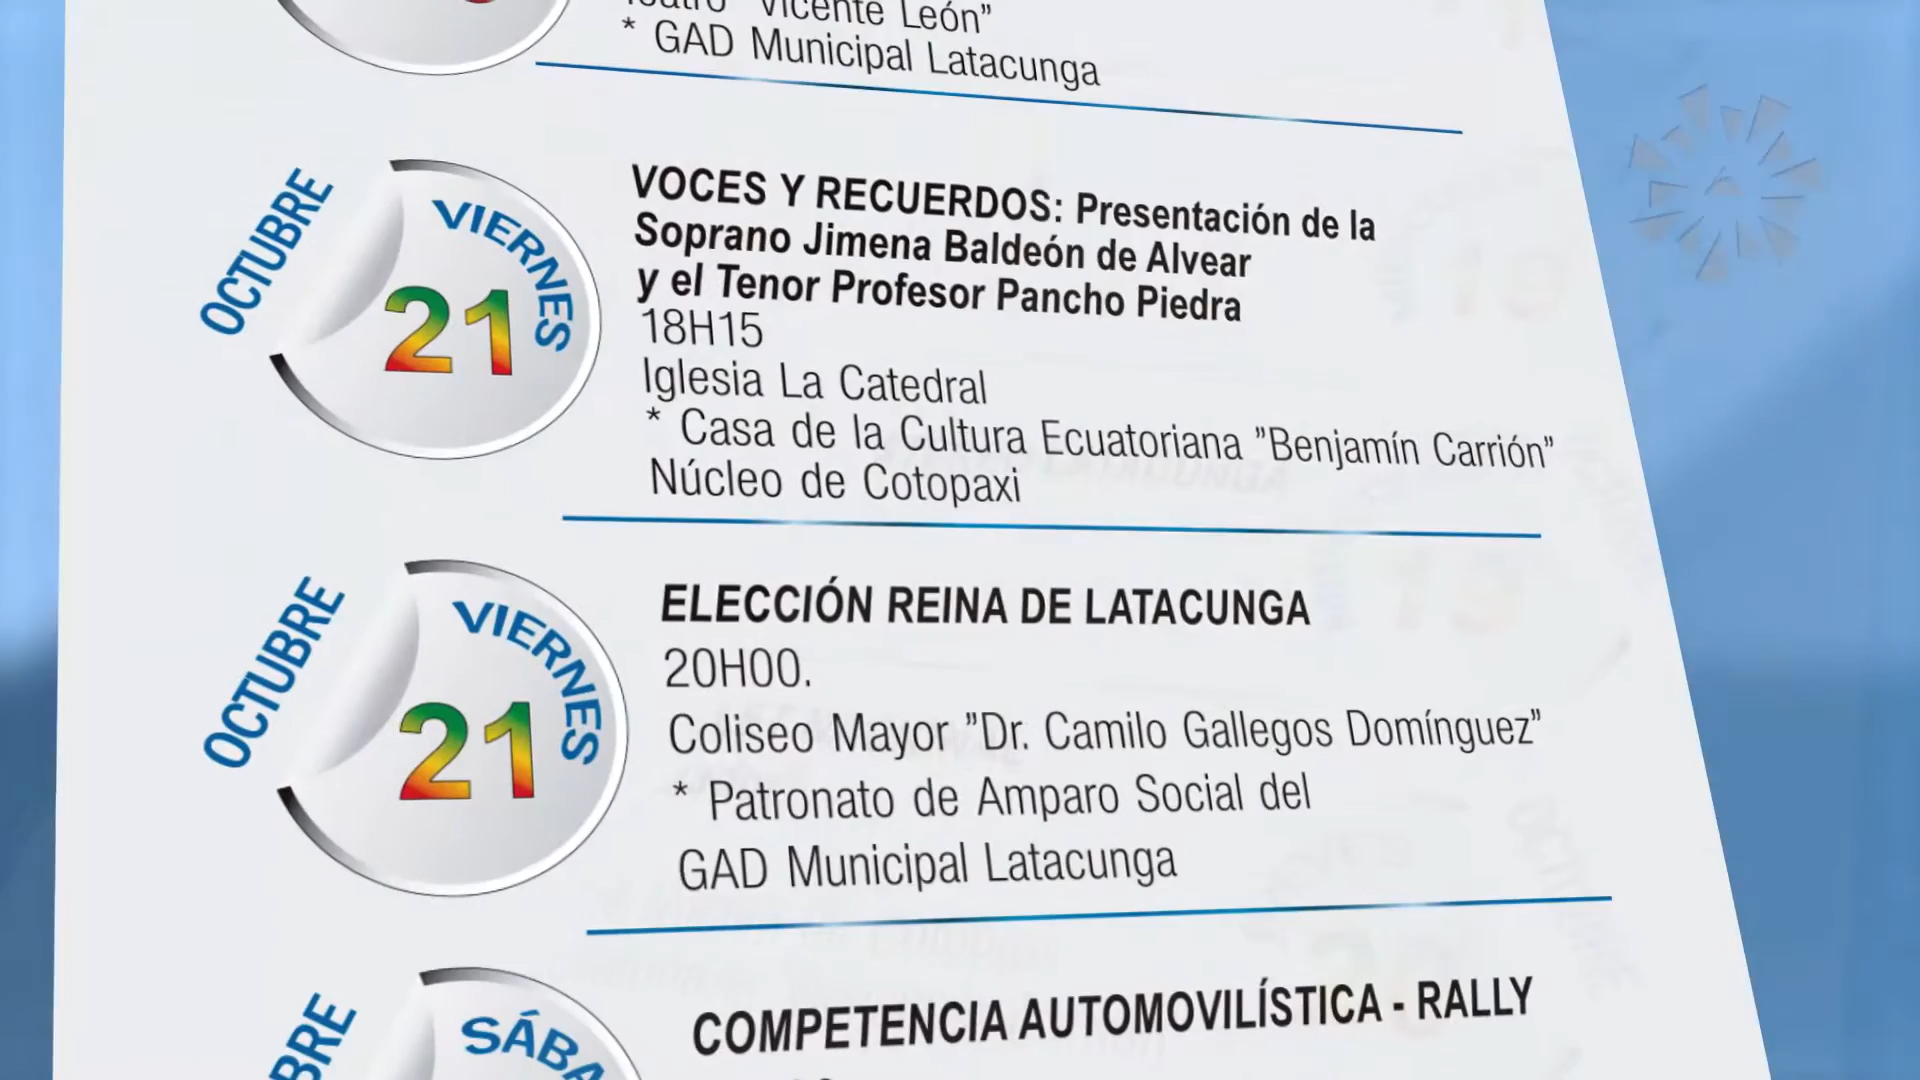 "Vicente León”
* GAD Municipal Latacunga
OCTUBRE
VIERNES
21
VOCES Y RECUERDOS: Presentación de la
Soprano Jimena Baldeón de Alvear
y el Tenor Profesor Pancho Piedra
18H15
Iglesia La Catedral
* Casa de la Cultura Ecuatoriana ”Benjamín Carrión”
Núcleo de Cotopaxi
OCTUBRE
VIERNES
21
ELECCIÓN REINA DE LATACUNGA
20H00.
Coliseo Mayor ”Dr. Camilo Gallegos Domínguez”
* Patronato de Amparo Social del
GAD Municipal Latacunga
COMPETENCIA AUTOMOVILÍSTICA - RALLY